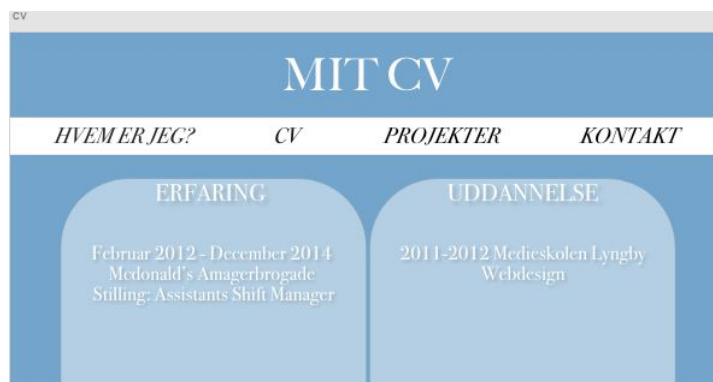 CV
MIT CV
HVEM ER JEG? CV PROJEKTER KONTAKT
ERFARING
Februar 2012 - December 2014
Mcdonald's Amagerbrogade
Stilling: Assistants Shift Manager
UDDANNELSE
2011-2012 Medieskolen Lyngby
Webdesign